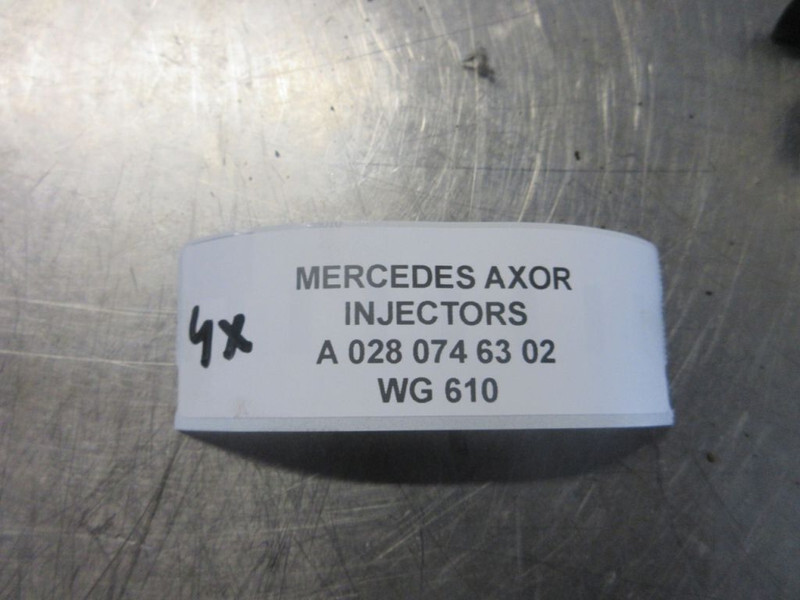 4x
MERCEDES AXOR
INJECTORS
A 028 074 63 02
WG 610